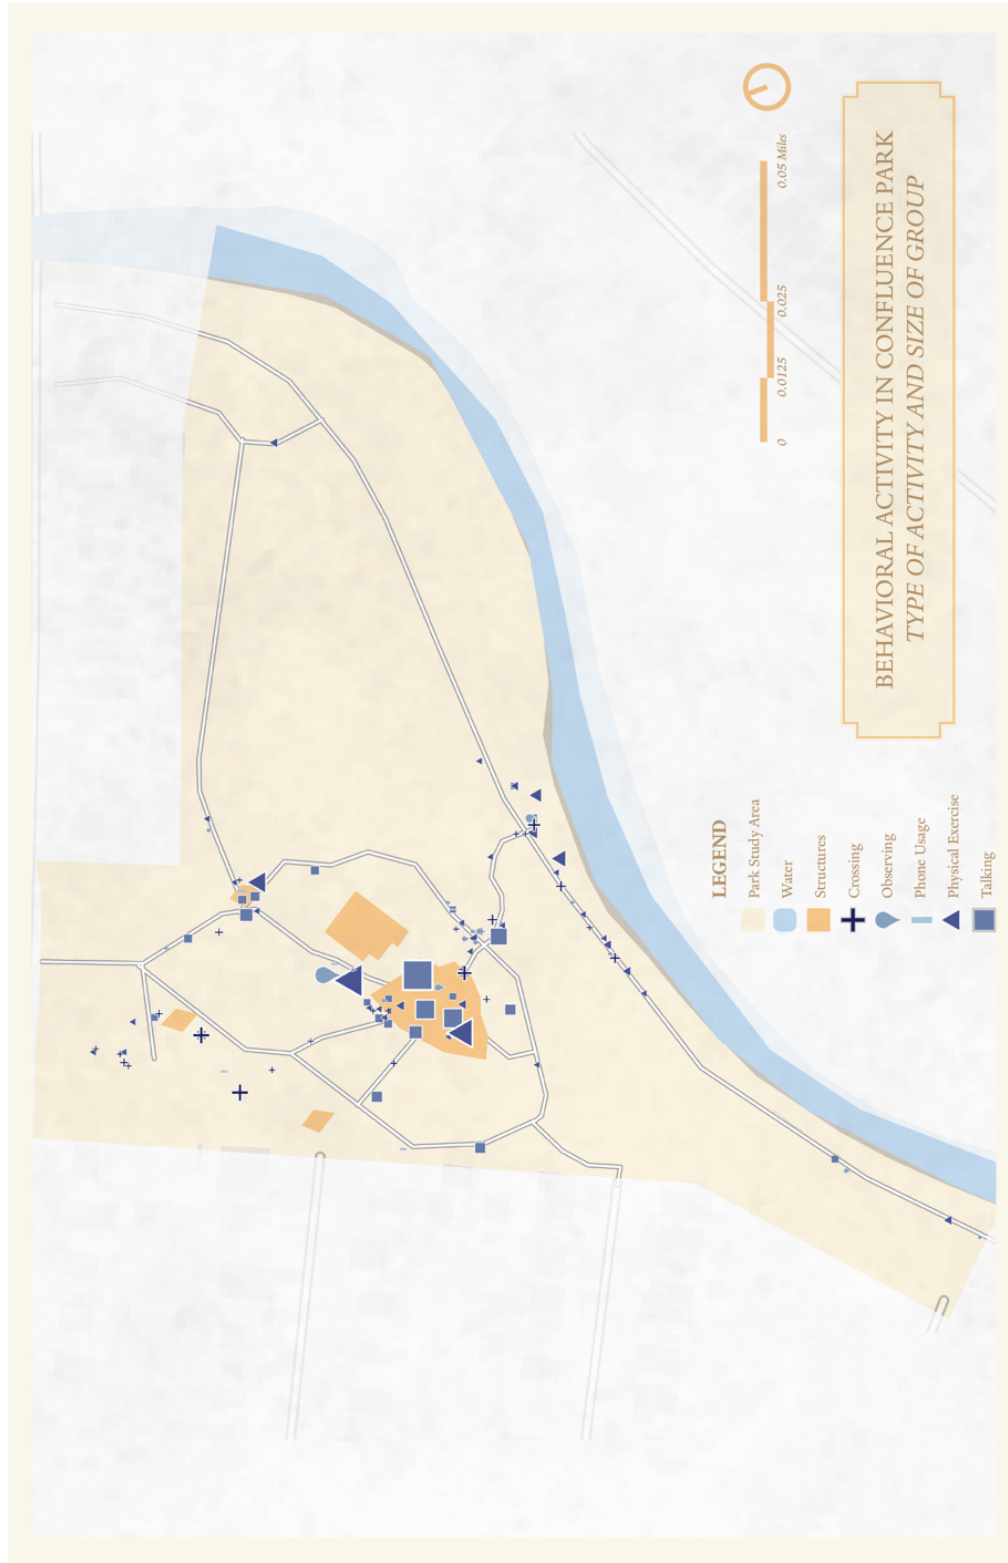 BEHAVIORAL ACTIVITY IN CONFLUENCE PARK
TYPE OF ACTIVITY AND SIZE OF GROUP
0
0.0125
0.025
0.05 Miles
LEGEND
Park Study Area
Water
Structures
Crossing
Observing
Phone Usage
Physical Exercise
Talking